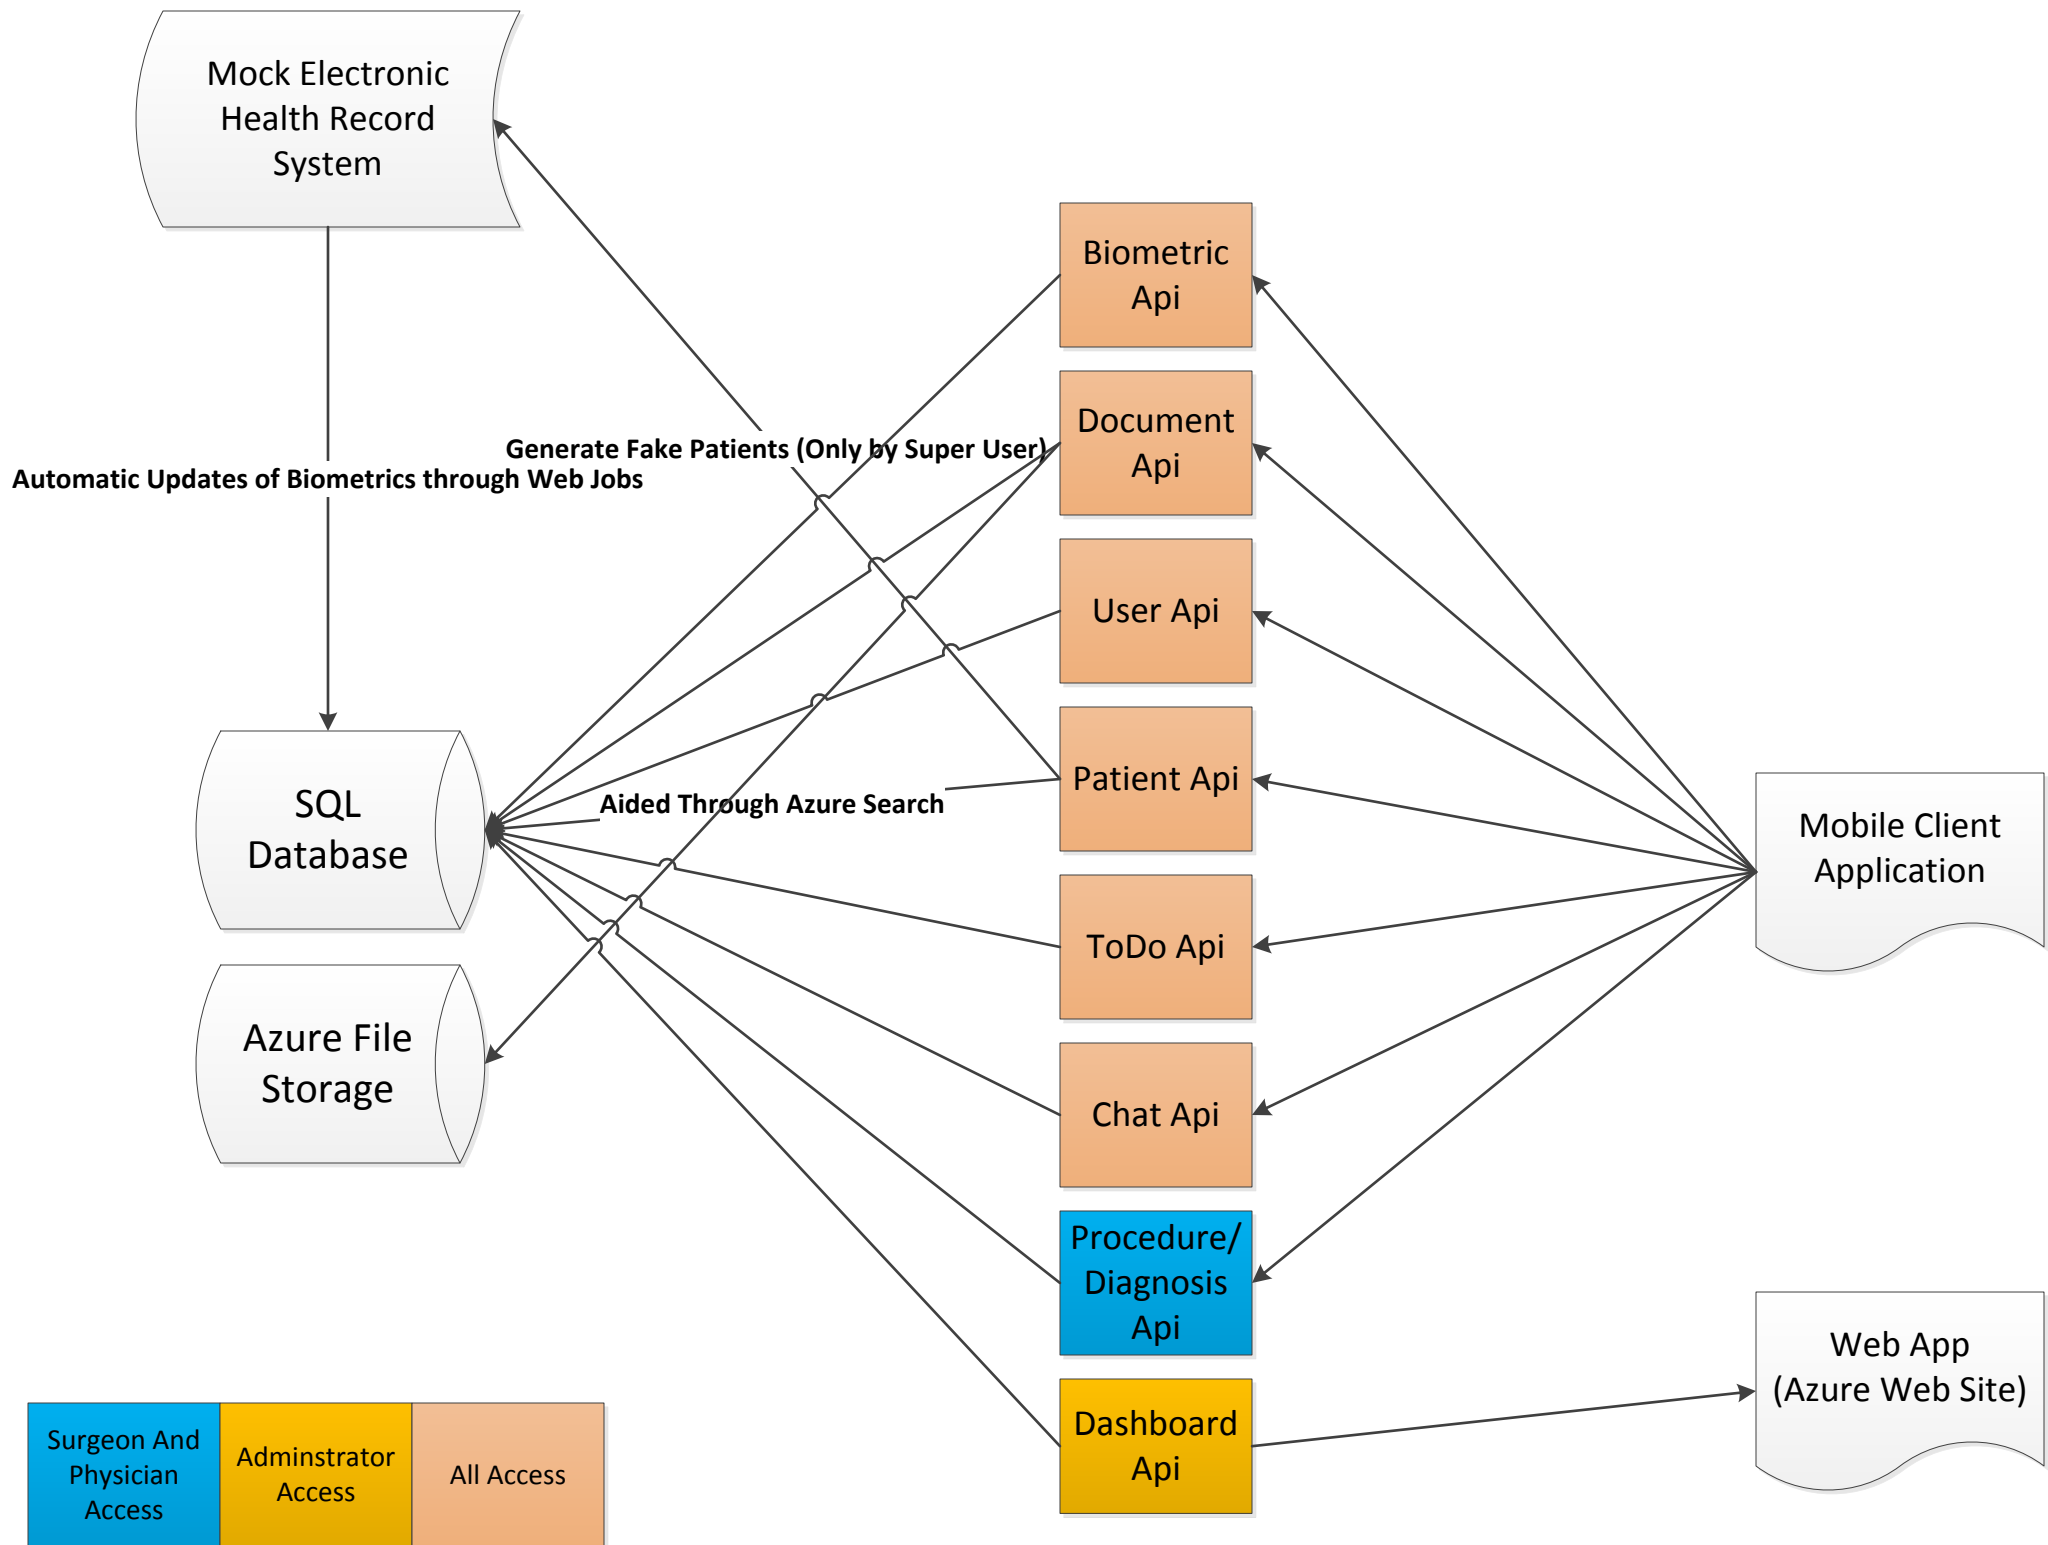 Mock Electronic
Health Record
System
Biometric
Api
Document
Api
Generate Fake Patients (Only by Super User)
Automatic Updates of Biometrics through Web Jobs
User Api
Patient Api
Aided Through Azure Search
SQL
Database
Mobile Client
Application
ToDo Api
Azure File
Storage
Chat Api
Procedure/
Diagnosis
Api
Web App
(Azure Web Site)
Dashboard
Api
Surgeon And
Physician
Access
Adminstrator
Access
All Access